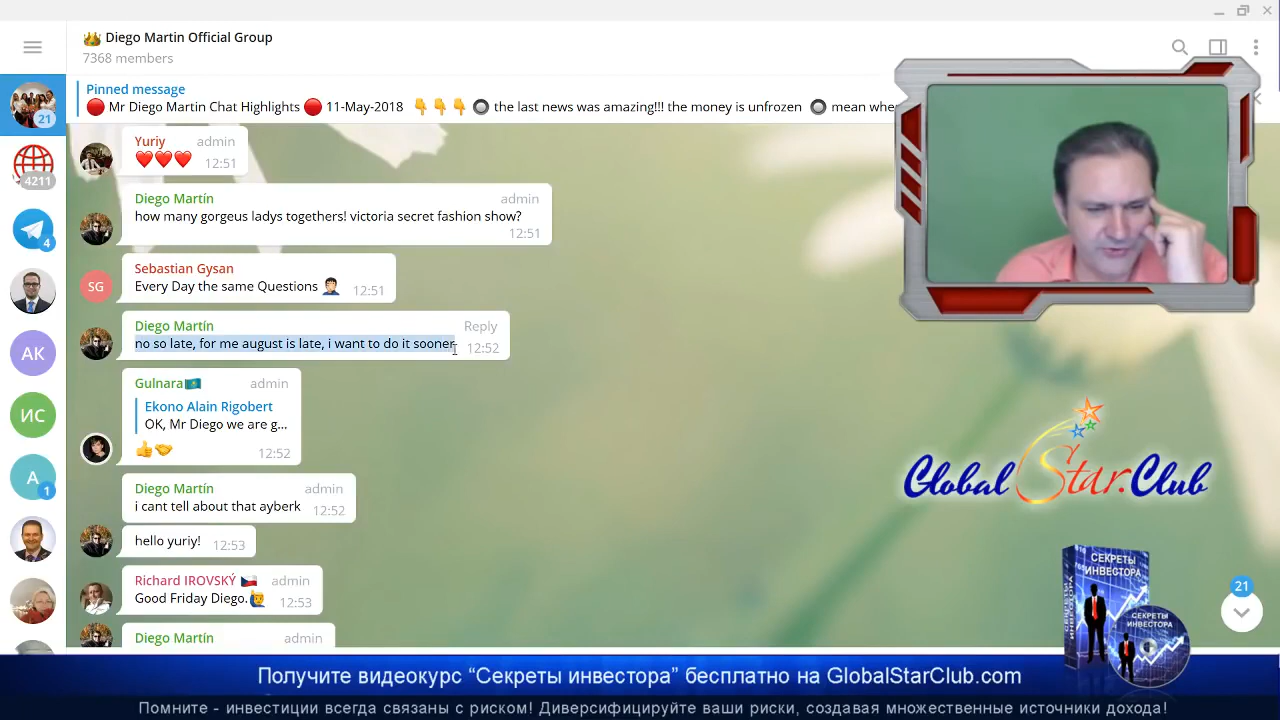 Diego Martin Official Group
7368 members
Pinned message
Mr Diego Martin Chat Highlights 🔴 11-May-2018 👇👇👇 🔘 the last news was amazing!!! the money is unfrozen 🔘 mean whe
21
4211
4
АК
ИС
A
1
Yuriy admin
❤️❤️❤️ 12:51
Diego Martín admin
how many gorgeus ladys togethers! victoria secret fashion show?
12:51
SG
Sebastian Gysan
Every Day the same Questions 🤦🏻‍♂️ 12:51
Diego Martín Reply
no so late, for me august is late, i want to do it sooner 12:52
Gulnara🇰🇿 admin
Ekono Alain Rigobert
OK, Mr Diego we are g...
👍🤝 12:52
Diego Martín admin
i cant tell about that ayberk 12:52
hello yuriy! 12:53
Richard IROVSKÝ 🇨🇿 admin
Good Friday Diego.🙋‍♂️ 12:53
Diego Martín admin
21
Global Star.Club
СЕКРЕТЫ
ИНВЕСТОРА
СЕКРЕТЫ
ИНВЕСТОРА
Получите видеокурс “Секреты инвестора” бесплатно на GlobalStarClub.com
Помните - инвестиции всегда связаны с риском! Диверсифицируйте ваши риски, создавая множественные источники дохода!